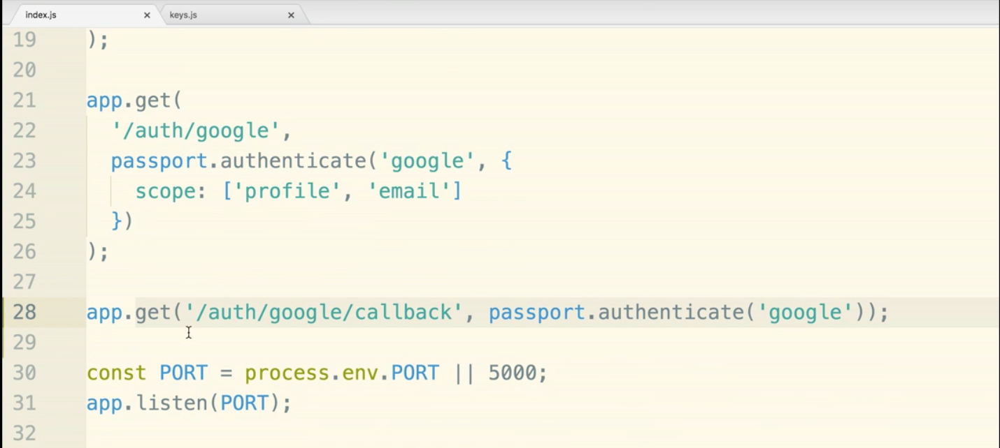 index.js × keys.js ×
19 );
20
21 app.get(
22 '/auth/google',
23 passport.authenticate('google', {
24 scope: ['profile', 'email']
25 })
26 );
27
28 app.get('/auth/google/callback', passport.authenticate('google'));
29
30 const PORT = process.env.PORT || 5000;
31 app.listen(PORT);
32